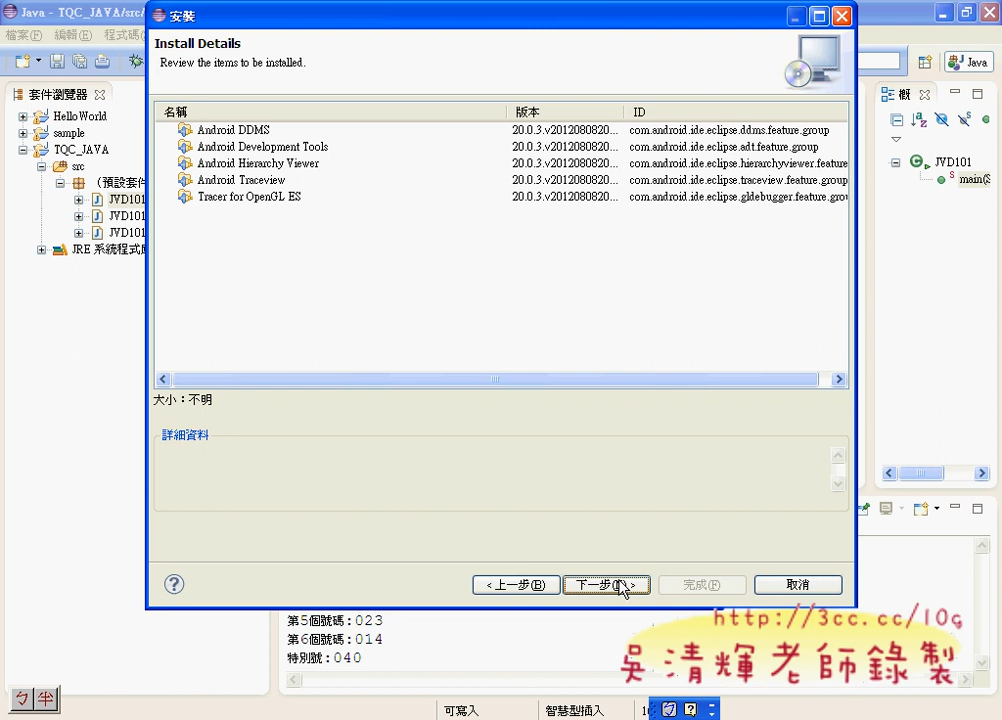 Java - TQC_JAVA/src/
檔案(F) 編輯(E) 程式碼(
安裝
Install Details
Review the items to be installed.
名稱 版本 ID
Android DDMS 20.0.3.v2012080820... com.android.ide.eclipse.ddms.feature.group
Android Development Tools 20.0.3.v2012080820... com.android.ide.eclipse.adt.feature.group
Android Hierarchy Viewer 20.0.3.v2012080820... com.android.ide.eclipse.hierarchyviewer.feature
Android Traceview 20.0.3.v2012080820... com.android.ide.eclipse.traceview.feature.group
Tracer for OpenGL ES 20.0.3.v2012080820... com.android.ide.eclipse.gldebugger.feature.grou
大小：不明
詳細資料
< 上一步(B) 下一步(N) > 完成(F) 取消
套件瀏覽器
HelloWorld
sample
TQC_JAVA
src
(預設套件
JVD101
JVD101
JVD101
JRE 系統程式庫
Java
概
JVD101
main(S
第5個號碼：023
第6個號碼：014
特別號：040
http://3cc.cc/10g
吳清輝老師錄製
ㄅ 半
可寫入 智慧型插入